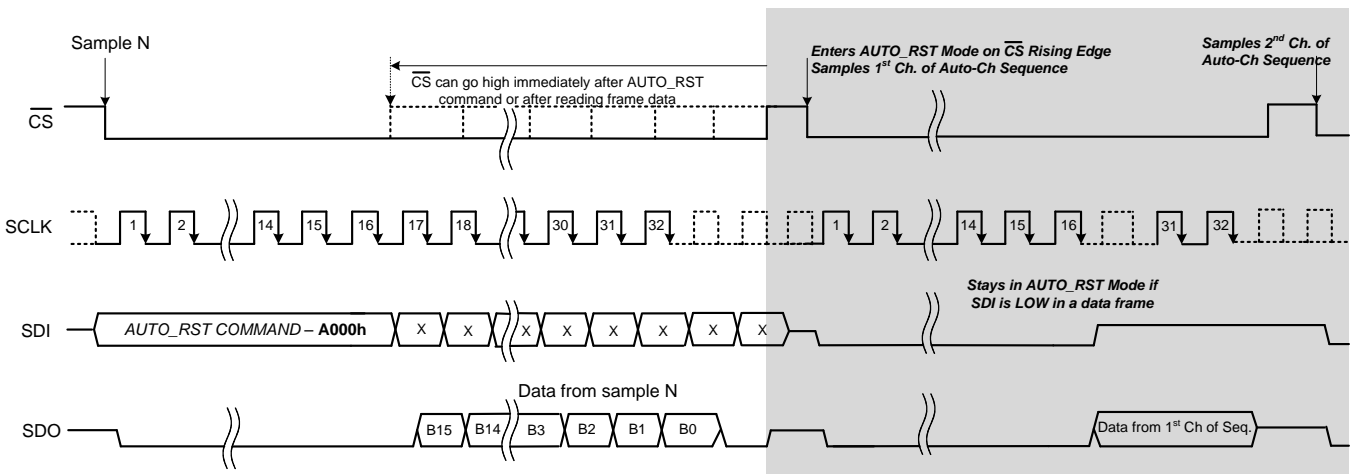 Sample N
Enters AUTO_RST Mode on CS Rising Edge
Samples 1st Ch. of Auto-Ch Sequence
Samples 2nd Ch. of
Auto-Ch Sequence
CS can go high immediately after AUTO_RST
command or after reading frame data
CS
SCLK
1 2 14 15 16 17 18 30 31 32 1 2 14 15 16 31 32
Stays in AUTO_RST Mode if
SDI is LOW in a data frame
SDI
AUTO_RST COMMAND – A000h X X X X X X X X
Data from sample N
SDO
B15 B14 B3 B2 B1 B0 Data from 1st Ch of Seq.